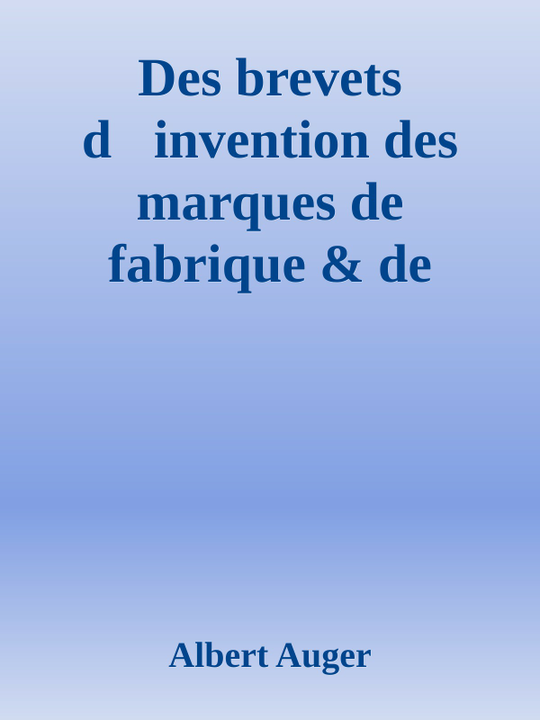 Des brevets
d   invention des
marques de
fabrique & de
Albert Auger